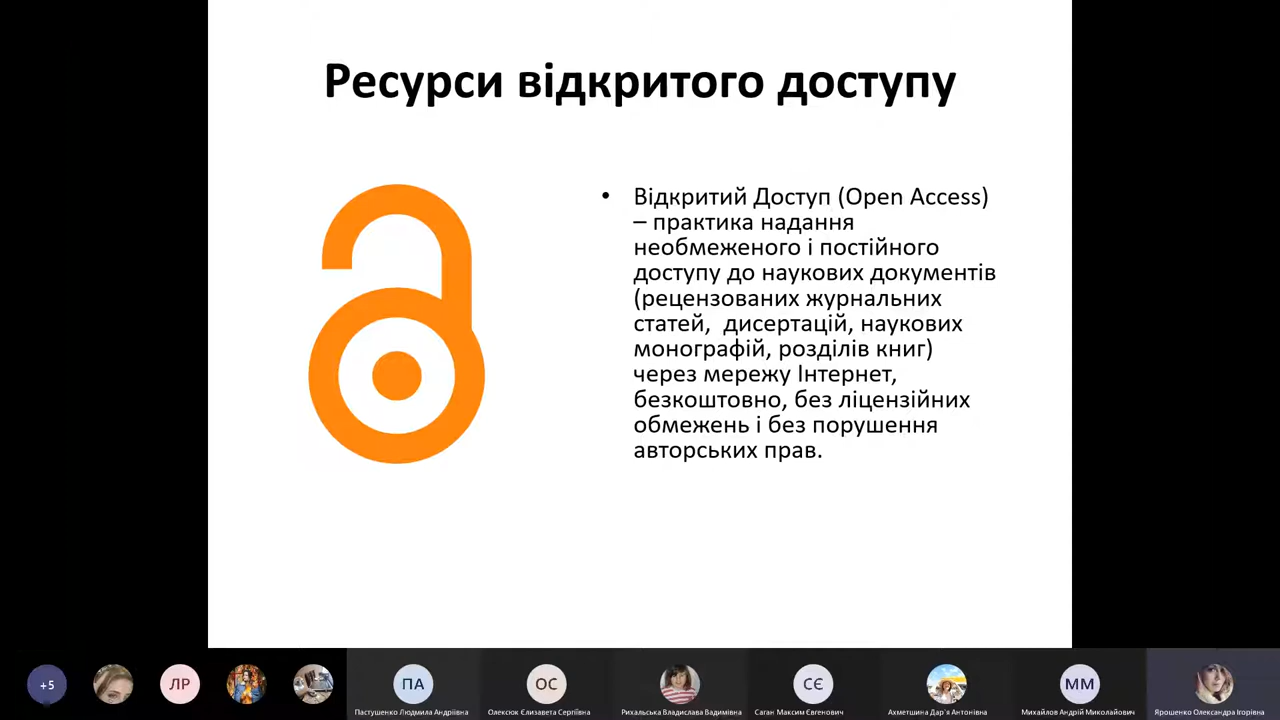 Ресурси відкритого доступу
• Відкритий Доступ (Open Access)
– практика надання
необмеженого і постійного
доступу до наукових документів
(рецензованих журнальних
статей,  дисертацій, наукових
монографій, розділів книг)
через мережу Інтернет,
безкоштовно, без ліцензійних
обмежень і без порушення
авторських прав.
+5
ЛР
ПА
ОС
СЄ
ММ
Пастушенко Людмила Андріївна
Олексюк Єлизавета Сергіївна
Рихальська Владислава Вадимівна
Саган Максим Євгенович
Ахметшина Дар'я Антонівна
Михайлов Андрій Миколайович
Ярошенко Олександра Ігорівна